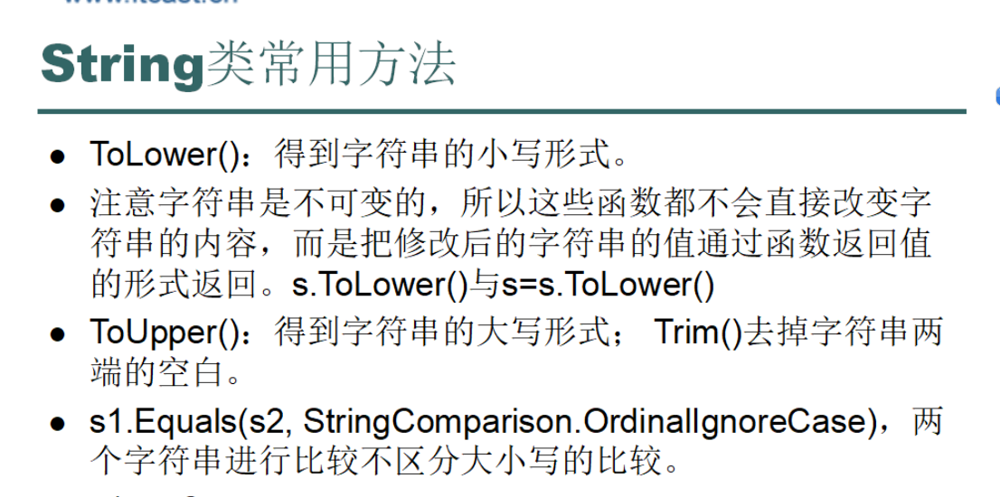 String类常用方法
● ToLower()：得到字符串的小写形式。
● 注意字符串是不可变的，所以这些函数都不会直接改变字
符串的内容，而是把修改后的字符串的值通过函数返回值
的形式返回。s.ToLower()与s=s.ToLower()
● ToUpper()：得到字符串的大写形式； Trim()去掉字符串两
端的空白。
● s1.Equals(s2, StringComparison.OrdinalIgnoreCase)，两
个字符串进行比较不区分大小写的比较。